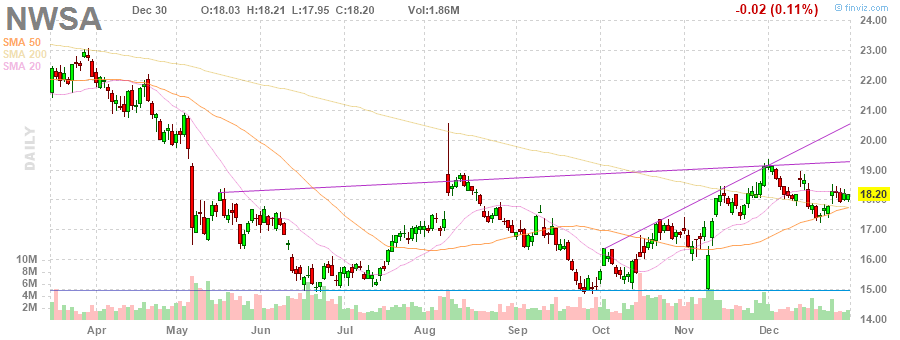 NWSA Dec 30 O:18.03 H:18.21 L:17.95 C:18.20 Vol:1.86M -0.02 (0.11%) © finviz.com
SMA 50
SMA 200
SMA 20
DAILY
24.00
23.00
22.00
21.00
20.00
19.00
18.20
18.00
17.00
16.00
15.00
14.00
10M
8M
6M
4M
2M
Apr May Jun Jul Aug Sep Oct Nov Dec